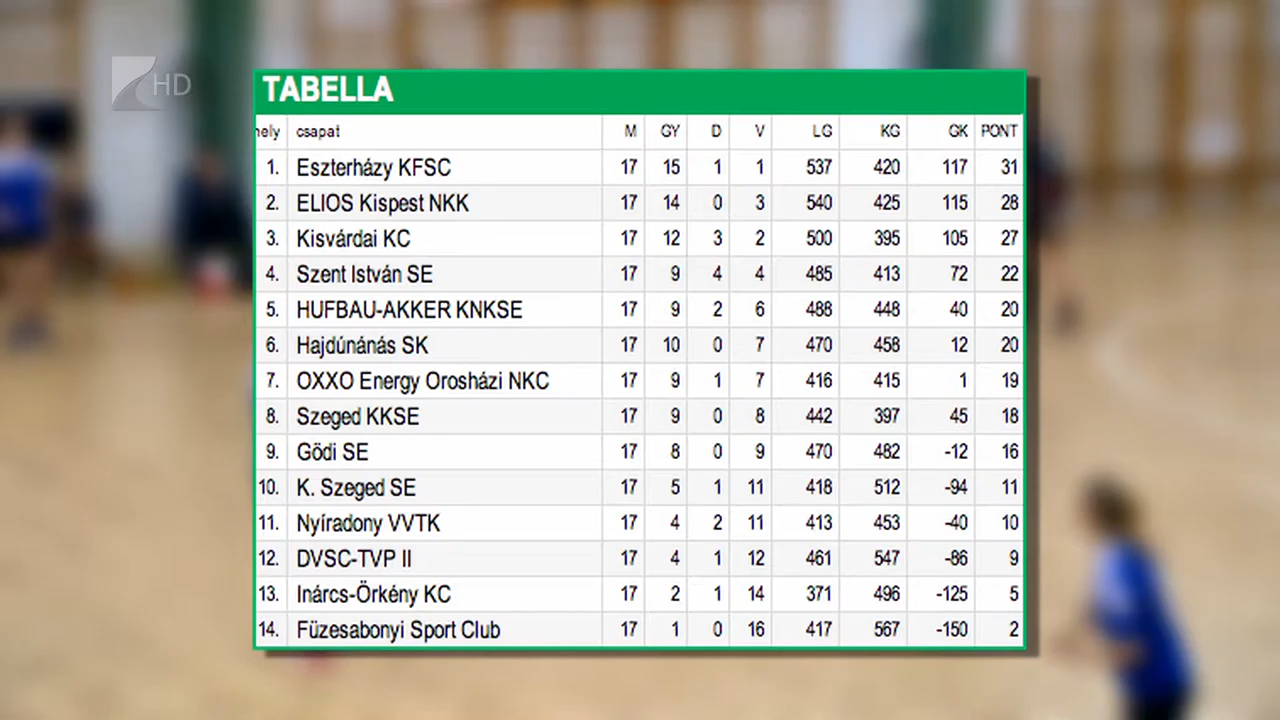 HD
TABELLA
hely csapat M GY D V LG KG GK PONT
1. Eszterházy KFSC 17 15 1 1 537 420 117 31
2. ELIOS Kispest NKK 17 14 0 3 540 425 115 28
3. Kisvárdai KC 17 12 3 2 500 395 105 27
4. Szent István SE 17 9 4 4 485 413 72 22
5. HUFBAU-AKKER KNKSE 17 9 2 6 488 448 40 20
6. Hajdúnánás SK 17 10 0 7 470 458 12 20
7. OXXO Energy Orosházi NKC 17 9 1 7 416 415 1 19
8. Szeged KKSE 17 9 0 8 442 397 45 18
9. Gödi SE 17 8 0 9 470 482 -12 16
10. K. Szeged SE 17 5 1 11 418 512 -94 11
11. Nyíradony VVTK 17 4 2 11 413 453 -40 10
12. DVSC-TVP II 17 4 1 12 461 547 -86 9
13. Inárcs-Örkény KC 17 2 1 14 371 496 -125 5
14. Füzesabonyi Sport Club 17 1 0 16 417 567 -150 2